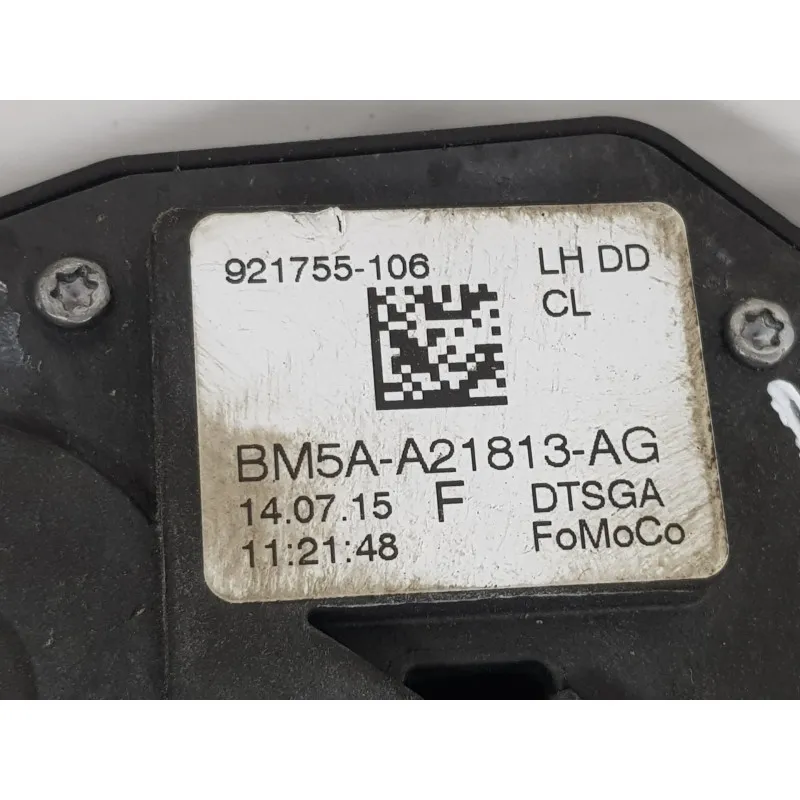 921755-106 LH DD
CL
BM5A-A21813-AG
14.07.15 F DTSGA
11:21:48 FoMoCo